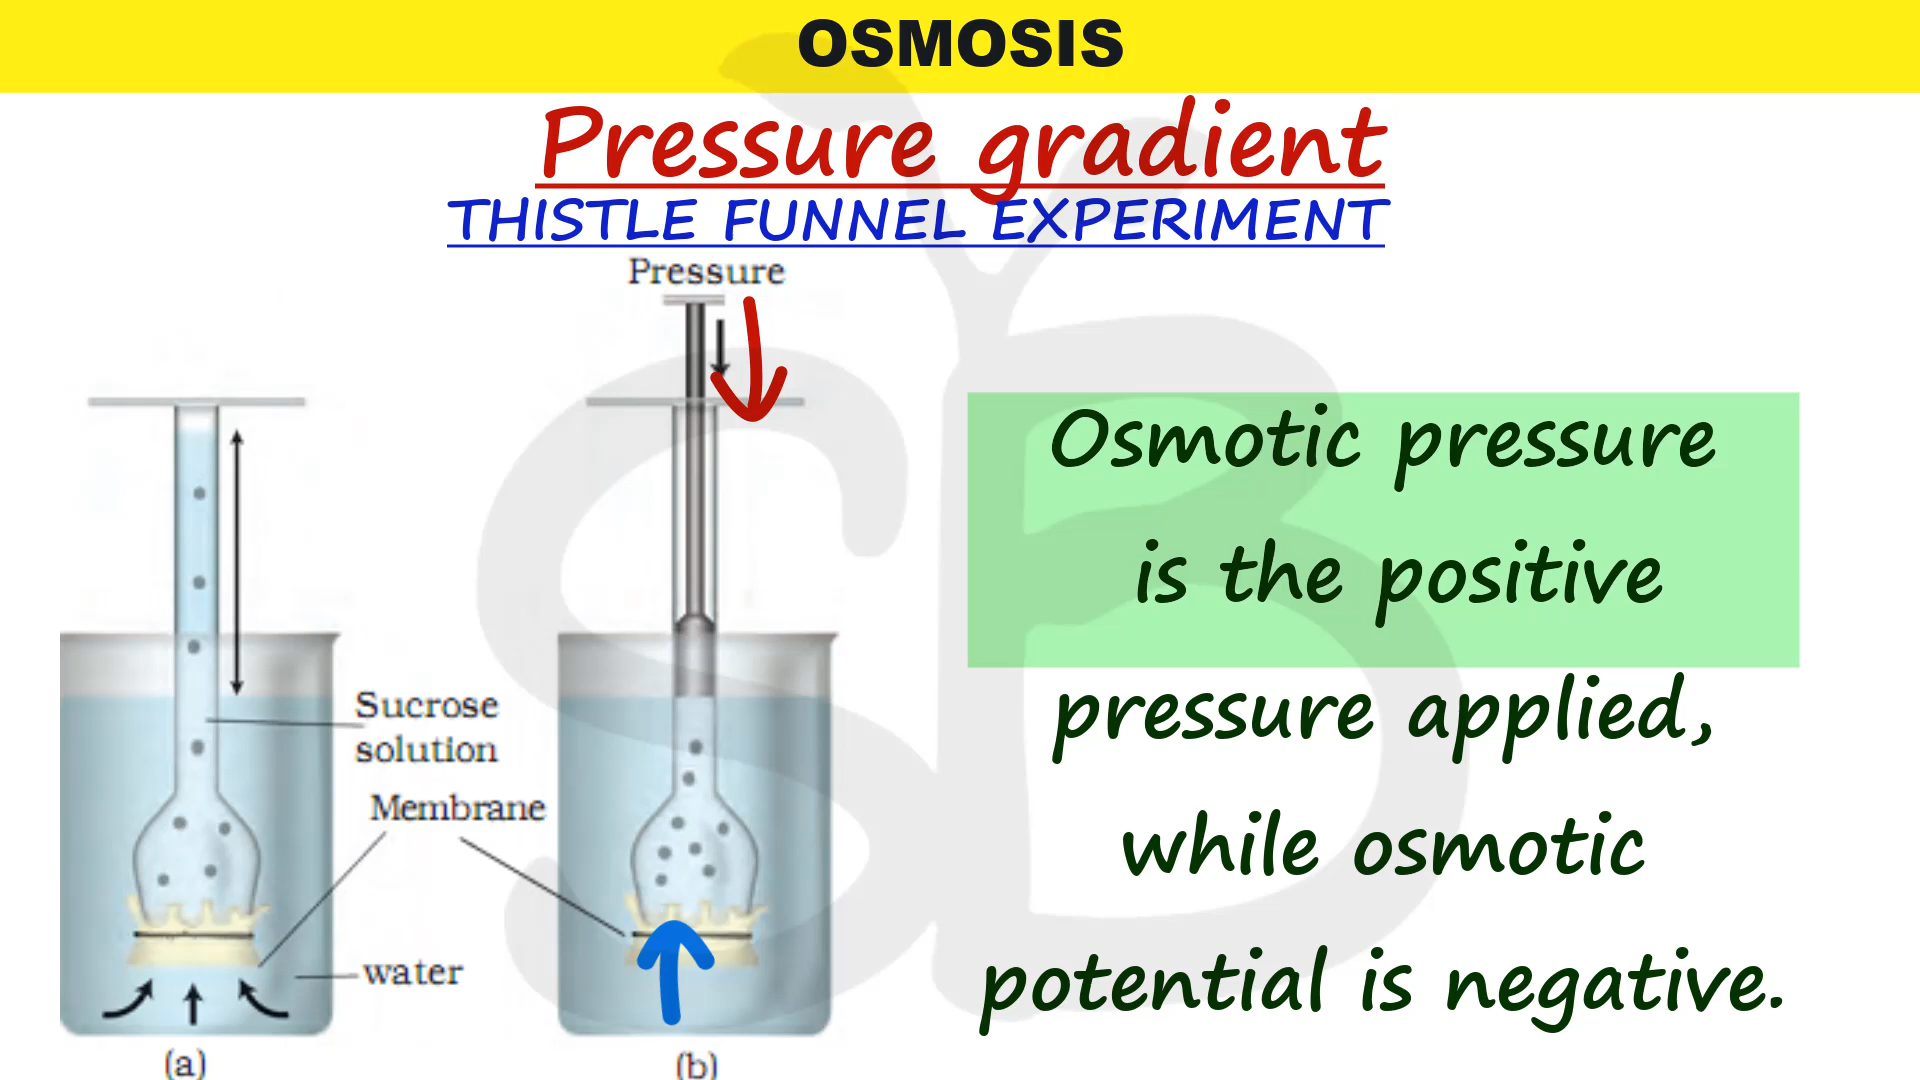 OSMOSIS
Pressure gradient
THISTLE FUNNEL EXPERIMENT
Pressure
Sucrose
solution
Membrane
water
(a)
(b)
Osmotic pressure
is the positive
pressure applied,
while osmotic
potential is negative.
SB